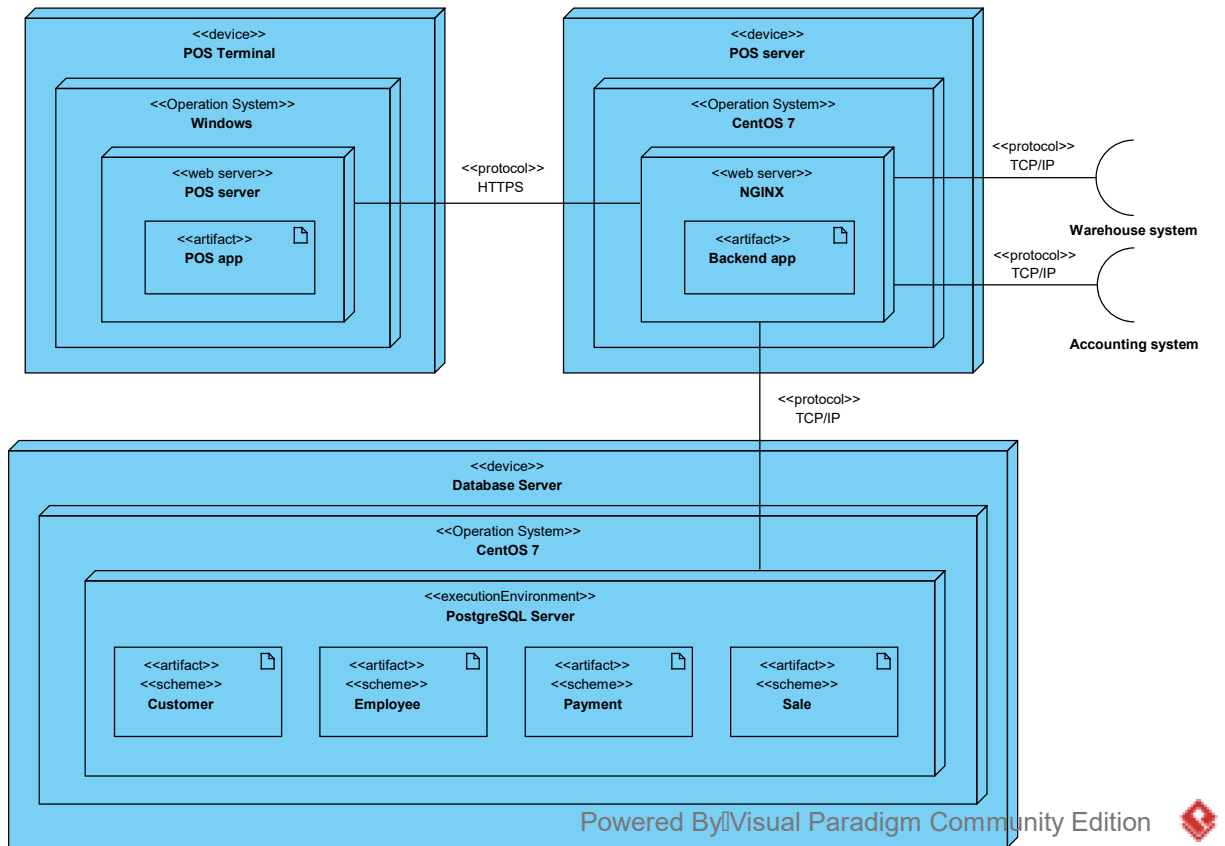 <<device>>
POS Terminal
<<Operation System>>
Windows
<<web server>>
POS server
<<artifact>>
POS app
<<protocol>>
HTTPS
<<device>>
POS server
<<Operation System>>
CentOS 7
<<web server>>
NGINX
<<artifact>>
Backend app
<<protocol>>
TCP/IP
Warehouse system
<<protocol>>
TCP/IP
Accounting system
<<protocol>>
TCP/IP
<<device>>
Database Server
<<Operation System>>
CentOS 7
<<executionEnvironment>>
PostgreSQL Server
<<artifact>>
<<scheme>>
Customer
<<artifact>>
<<scheme>>
Employee
<<artifact>>
<<scheme>>
Payment
<<artifact>>
<<scheme>>
Sale
Powered By▯Visual Paradigm Community Edition